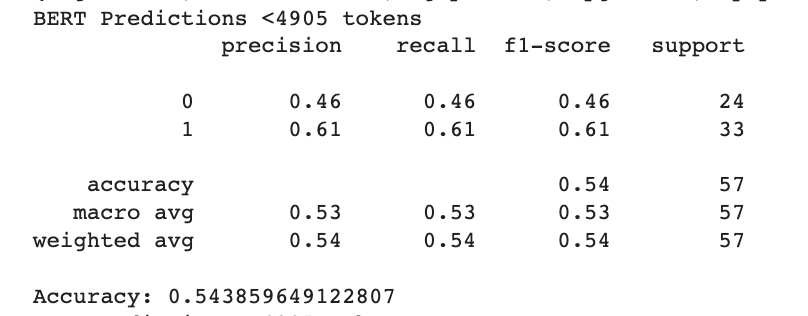 BERT Predictions <4905 tokens
precision recall f1-score support
0 0.46 0.46 0.46 24
1 0.61 0.61 0.61 33
accuracy 0.54 57
macro avg 0.53 0.53 0.53 57
weighted avg 0.54 0.54 0.54 57
Accuracy: 0.543859649122807